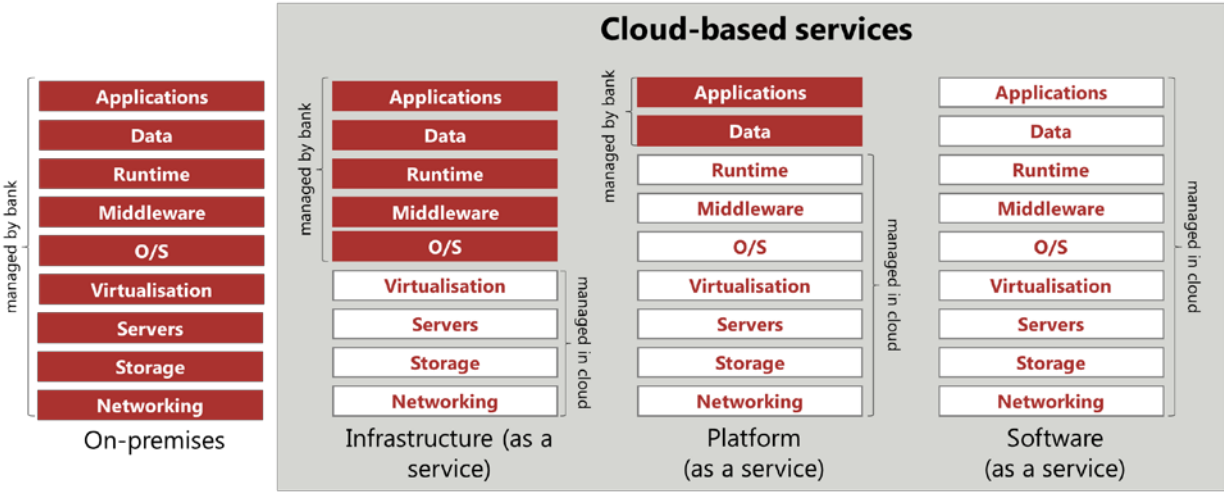 Cloud-based services
managed by bank
Applications
Data
Runtime
Middleware
O/S
Virtualisation
Servers
Storage
Networking
On-premises
managed by bank
Applications
Data
Runtime
Middleware
O/S
Virtualisation
Servers
Storage
Networking
managed in cloud
Infrastructure (as a
service)
managed by bank
Applications
Data
Runtime
Middleware
O/S
Virtualisation
Servers
Storage
Networking
managed in cloud
Platform
(as a service)
Applications
Data
Runtime
Middleware
O/S
Virtualisation
Servers
Storage
Networking
managed in cloud
Software
(as a service)